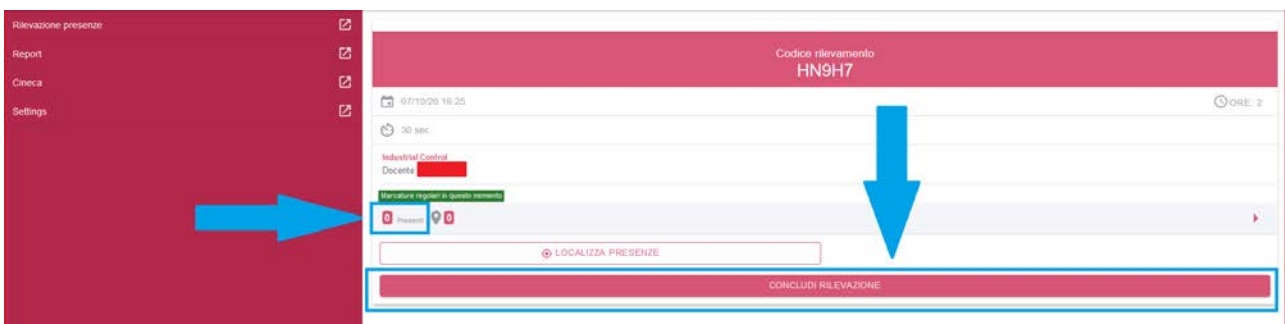 Rilevazione presenze
Report
Cineca
Settings
Codice rilevamento
HN9H7
07/10/20 16:25
ORE: 2
30 sec.
Industrial Control
Docente
Marcature regolari in questo momento
0 Presenti 0
LOCALIZZA PRESENZE
CONCLUDI RILEVAZIONE